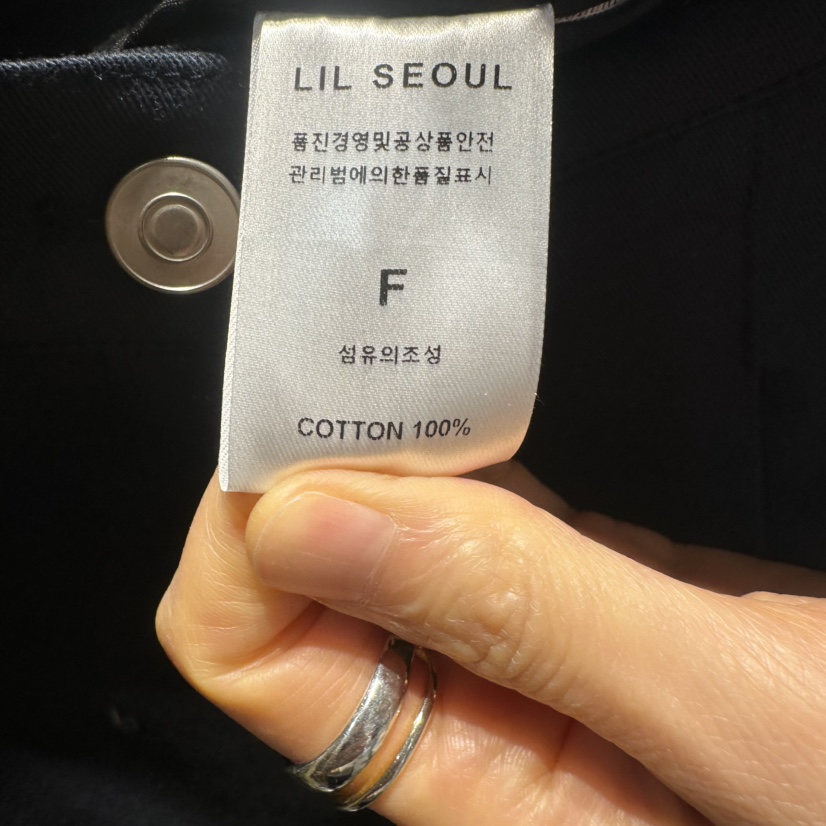 LIL SEOUL
품진경영및공상품안전
관리범에의한품질표시
F
섬유의조성
COTTON 100%